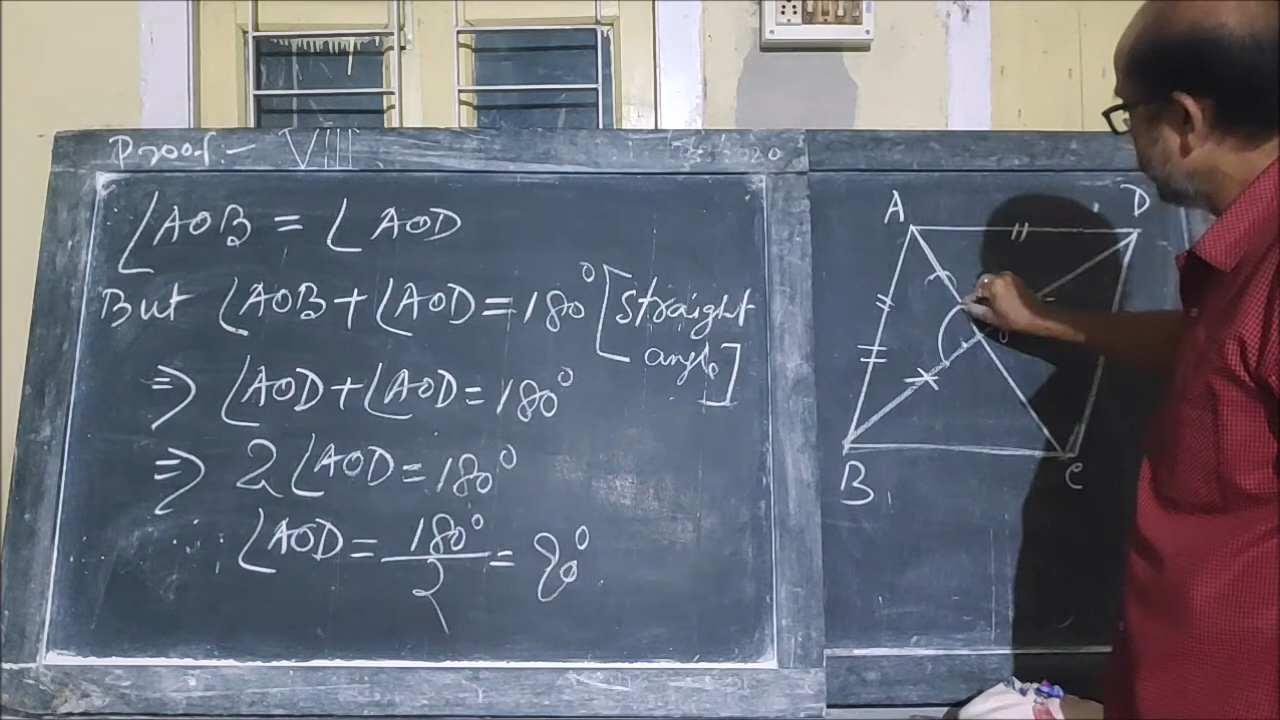 Proof:- VIII 2020
∠AOB = ∠AOD
But ∠AOB + ∠AOD = 180° [straight
angle]
⇒ ∠AOD + ∠AOD = 180°
⇒ 2∠AOD = 180°
∴ ∠AOD = 180°/2 = 90°
A D
O
B C